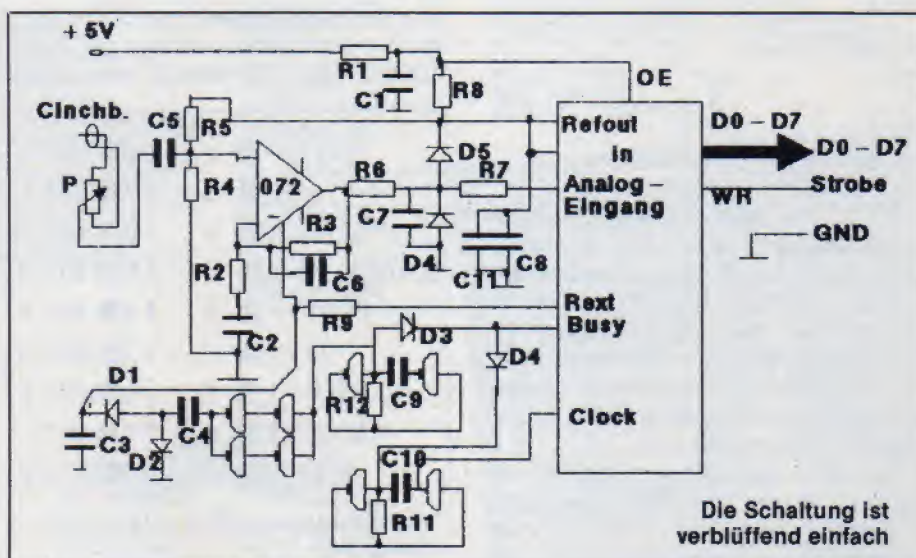 + 5V
R1
C1
R8
OE
Cinchb.
C5
R5
Refout
D0 – D7
D0 – D7
P
R4
072
R6
D5
R7
in
Analog –
Eingang
WR
Strobe
R3
C7
D4
GND
R2
C6
C11
C8
C2
R9
Rext
Busy
D3
D4
D1
R12
C9
C4
Clock
C3
D2
C10
R11
Die Schaltung ist
verblüffend einfach